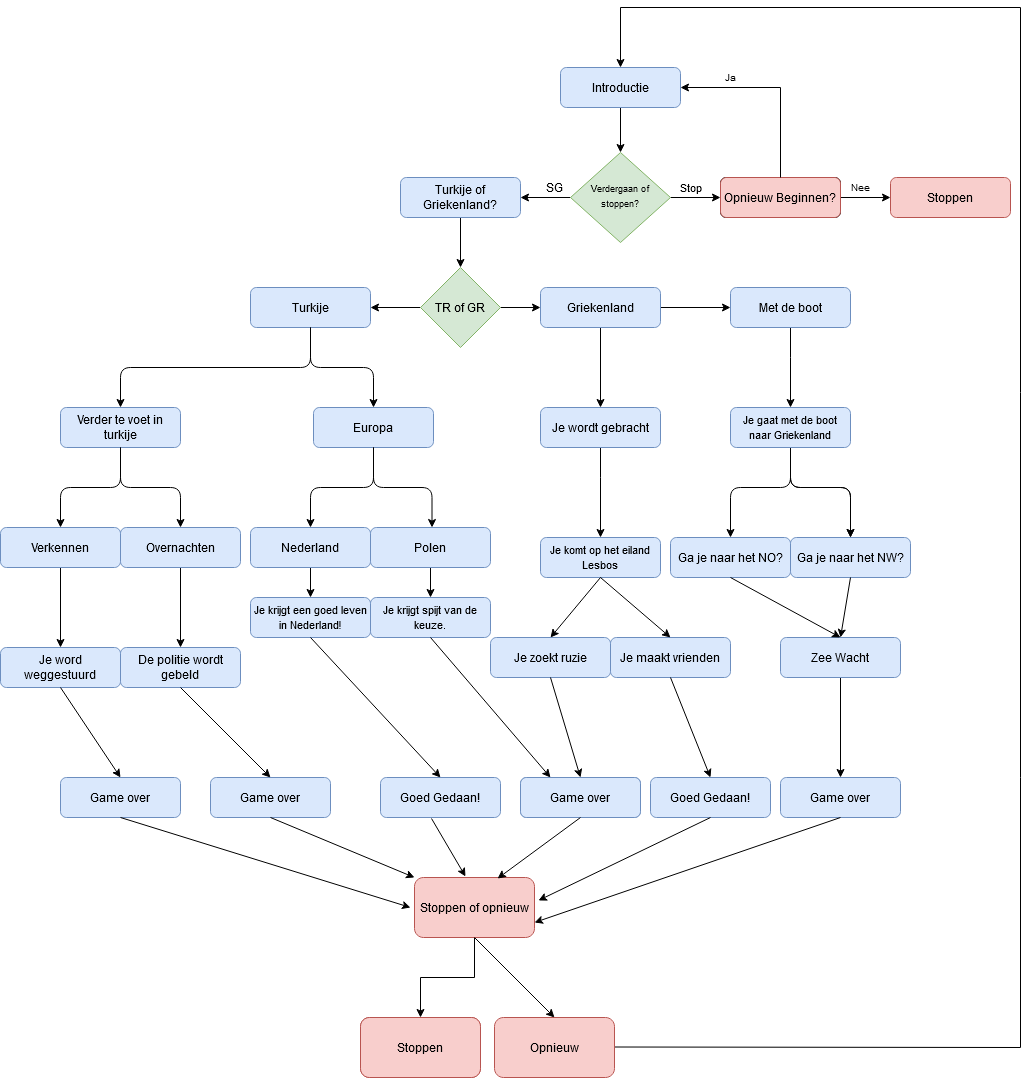 Ja
Introductie
Turkije of
Griekenland?
SG
Verdergaan of
stoppen?
Stop
Opnieuw Beginnen?
Nee
Stoppen
Turkije
TR of GR
Griekenland
Met de boot
Verder te voet in
turkije
Europa
Je wordt gebracht
Je gaat met de boot
naar Griekenland
Verkennen
Overnachten
Nederland
Polen
Je komt op het eiland
Lesbos
Ga je naar het NO?
Ga je naar het NW?
Je krijgt een goed leven
in Nederland!
Je krijgt spijt van de
keuze.
Je word
weggestuurd
De politie wordt
gebeld
Je zoekt ruzie
Je maakt vrienden
Zee Wacht
Game over
Game over
Goed Gedaan!
Game over
Goed Gedaan!
Game over
Stoppen of opnieuw
Stoppen
Opnieuw